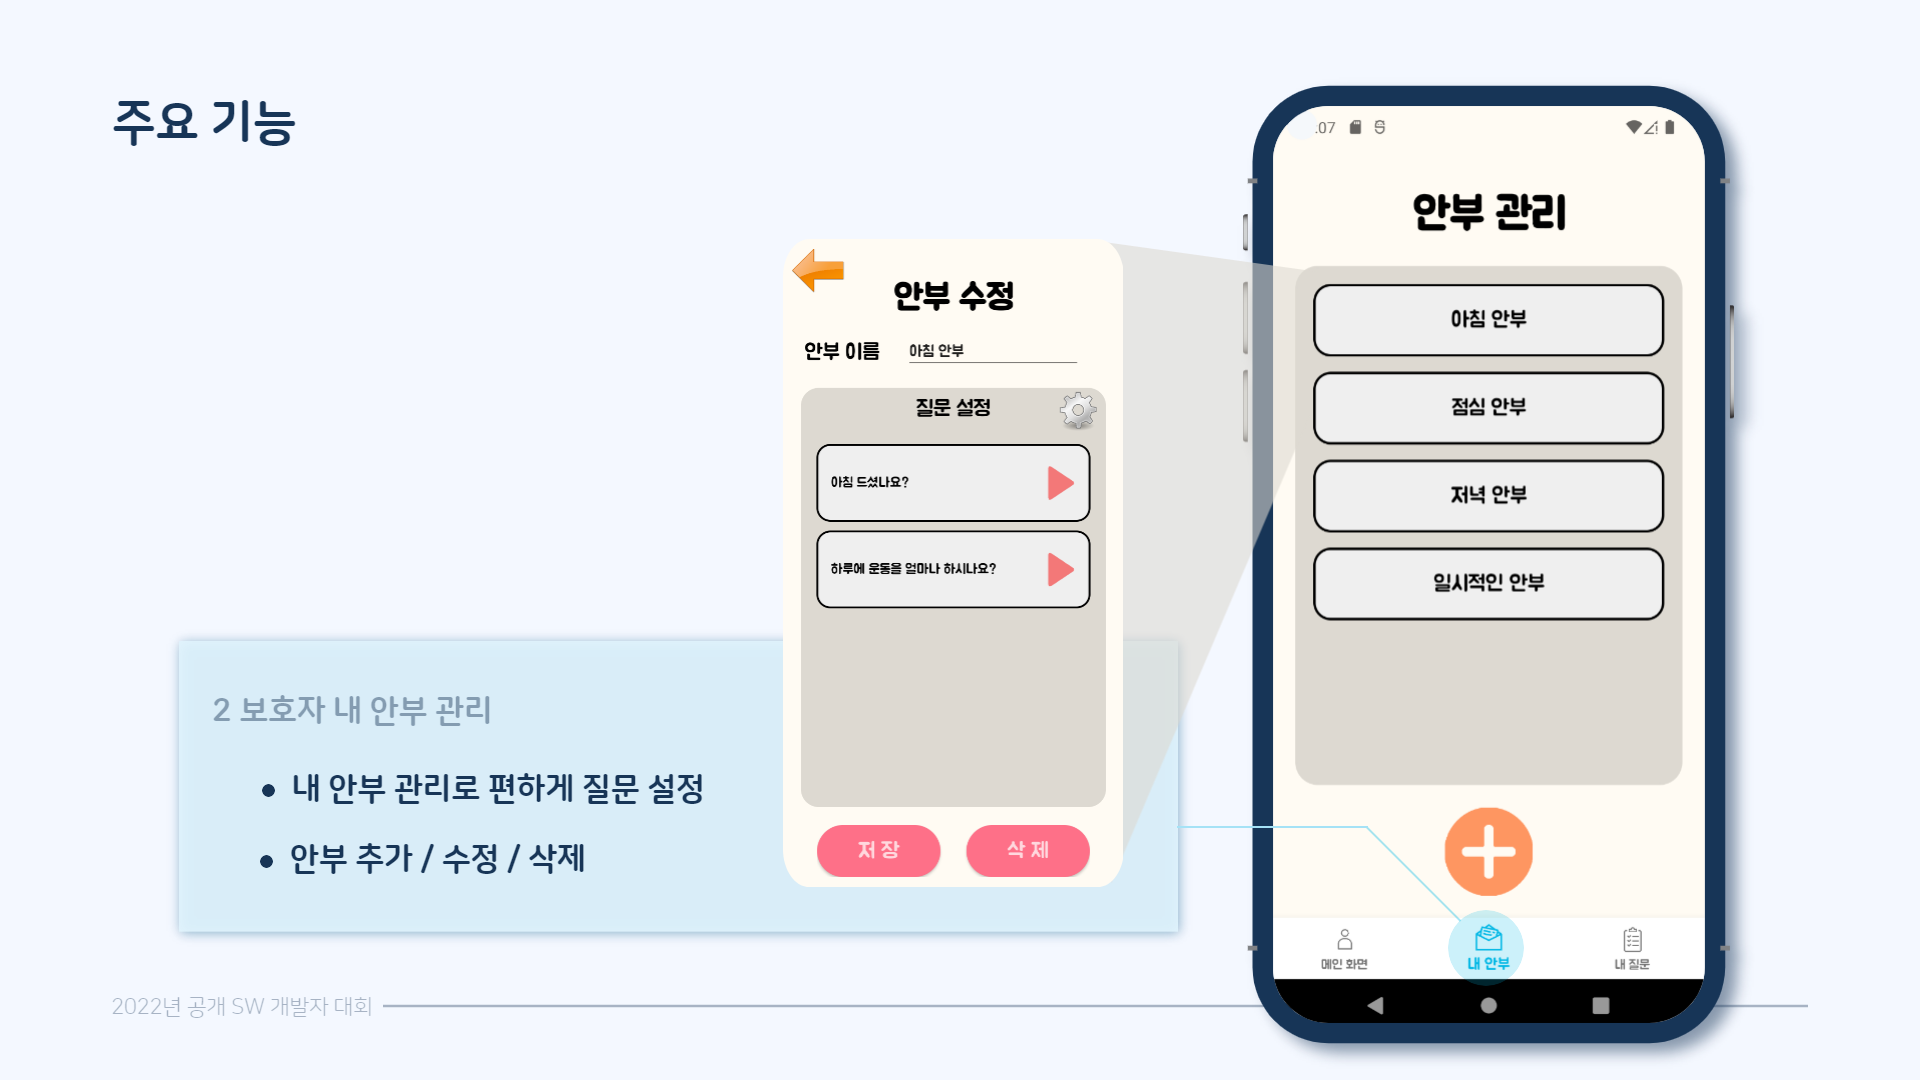 주요 기능
안부 수정
안부 이름 아침 안부
질문 설정
아침 드셨나요?
하루에 운동을 얼마나 하시나요?
저 장 삭 제
2 보호자 내 안부 관리
• 내 안부 관리로 편하게 질문 설정
• 안부 추가 / 수정 / 삭제
:07
안부 관리
아침 안부
점심 안부
저녁 안부
일시적인 안부
메인 화면 내 안부 내 질문
2022년 공개 SW 개발자 대회